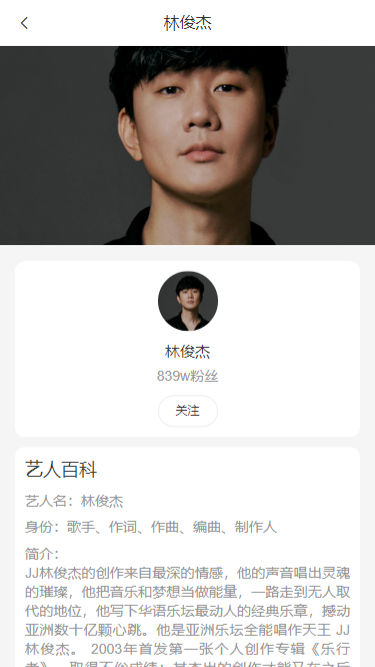 林俊杰
林俊杰
839w粉丝
关注
艺人百科
艺人名：林俊杰
身份：歌手、作词、作曲、编曲、制作人
简介：
JJ林俊杰的创作来自最深的情感，他的声音唱出灵魂
的璀璨，他把音乐和梦想当做能量，一路走到无人取
代的地位，他写下华语乐坛最动人的经典乐章，撼动
亚洲数十亿颗心跳。他是亚洲乐坛全能唱作天王 JJ
林俊杰。 2003年首发第一张个人创作专辑《乐行
者》，取得不俗成绩；其杰出的创作才能又在之后